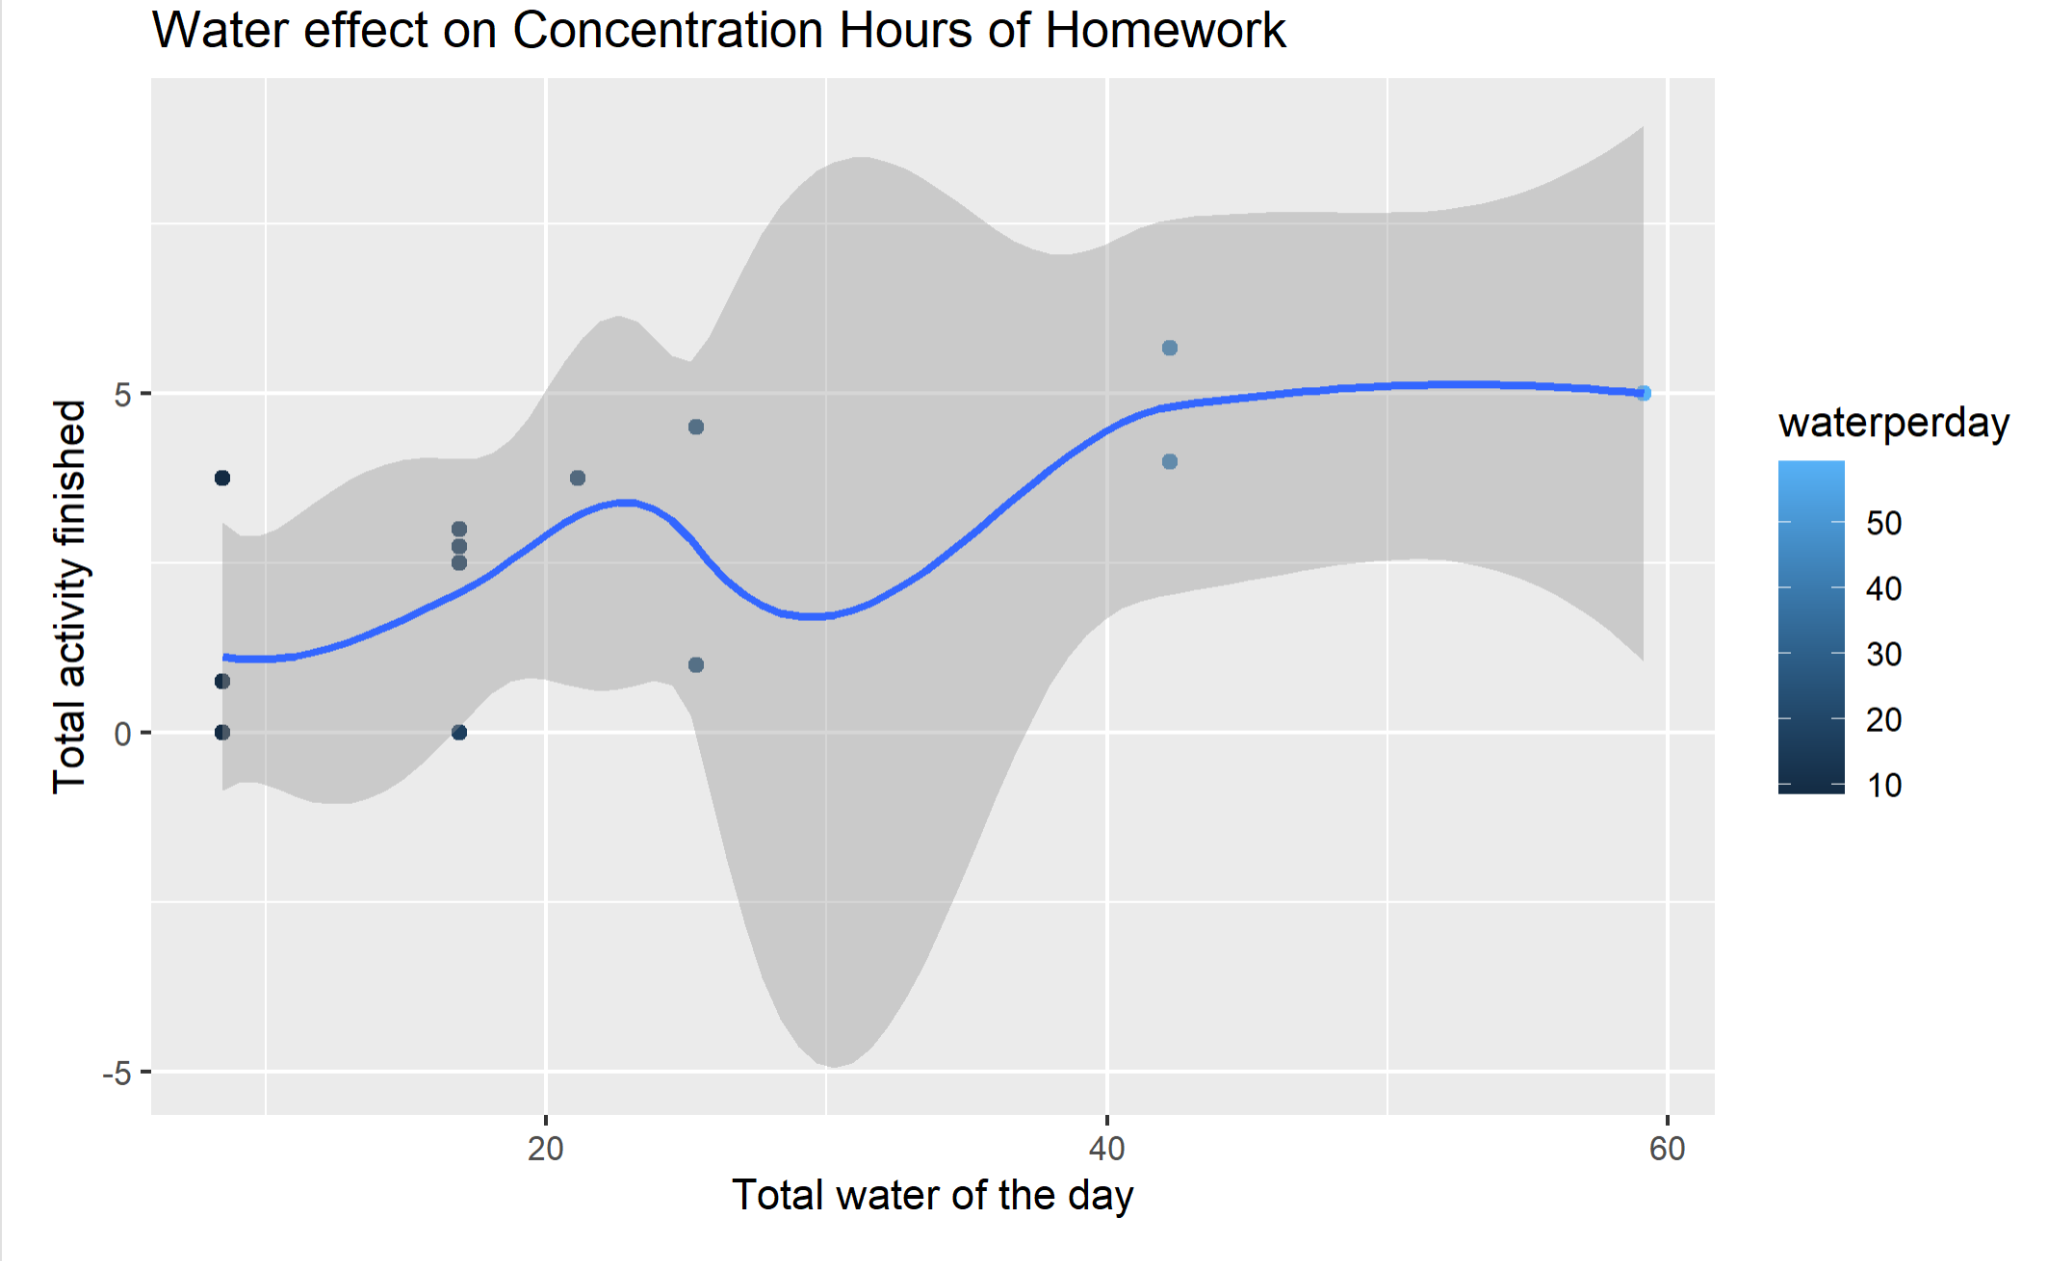 Water effect on Concentration Hours of Homework
Total activity finished
5
0
-5
20
40
60
Total water of the day
waterperday
50
40
30
20
10